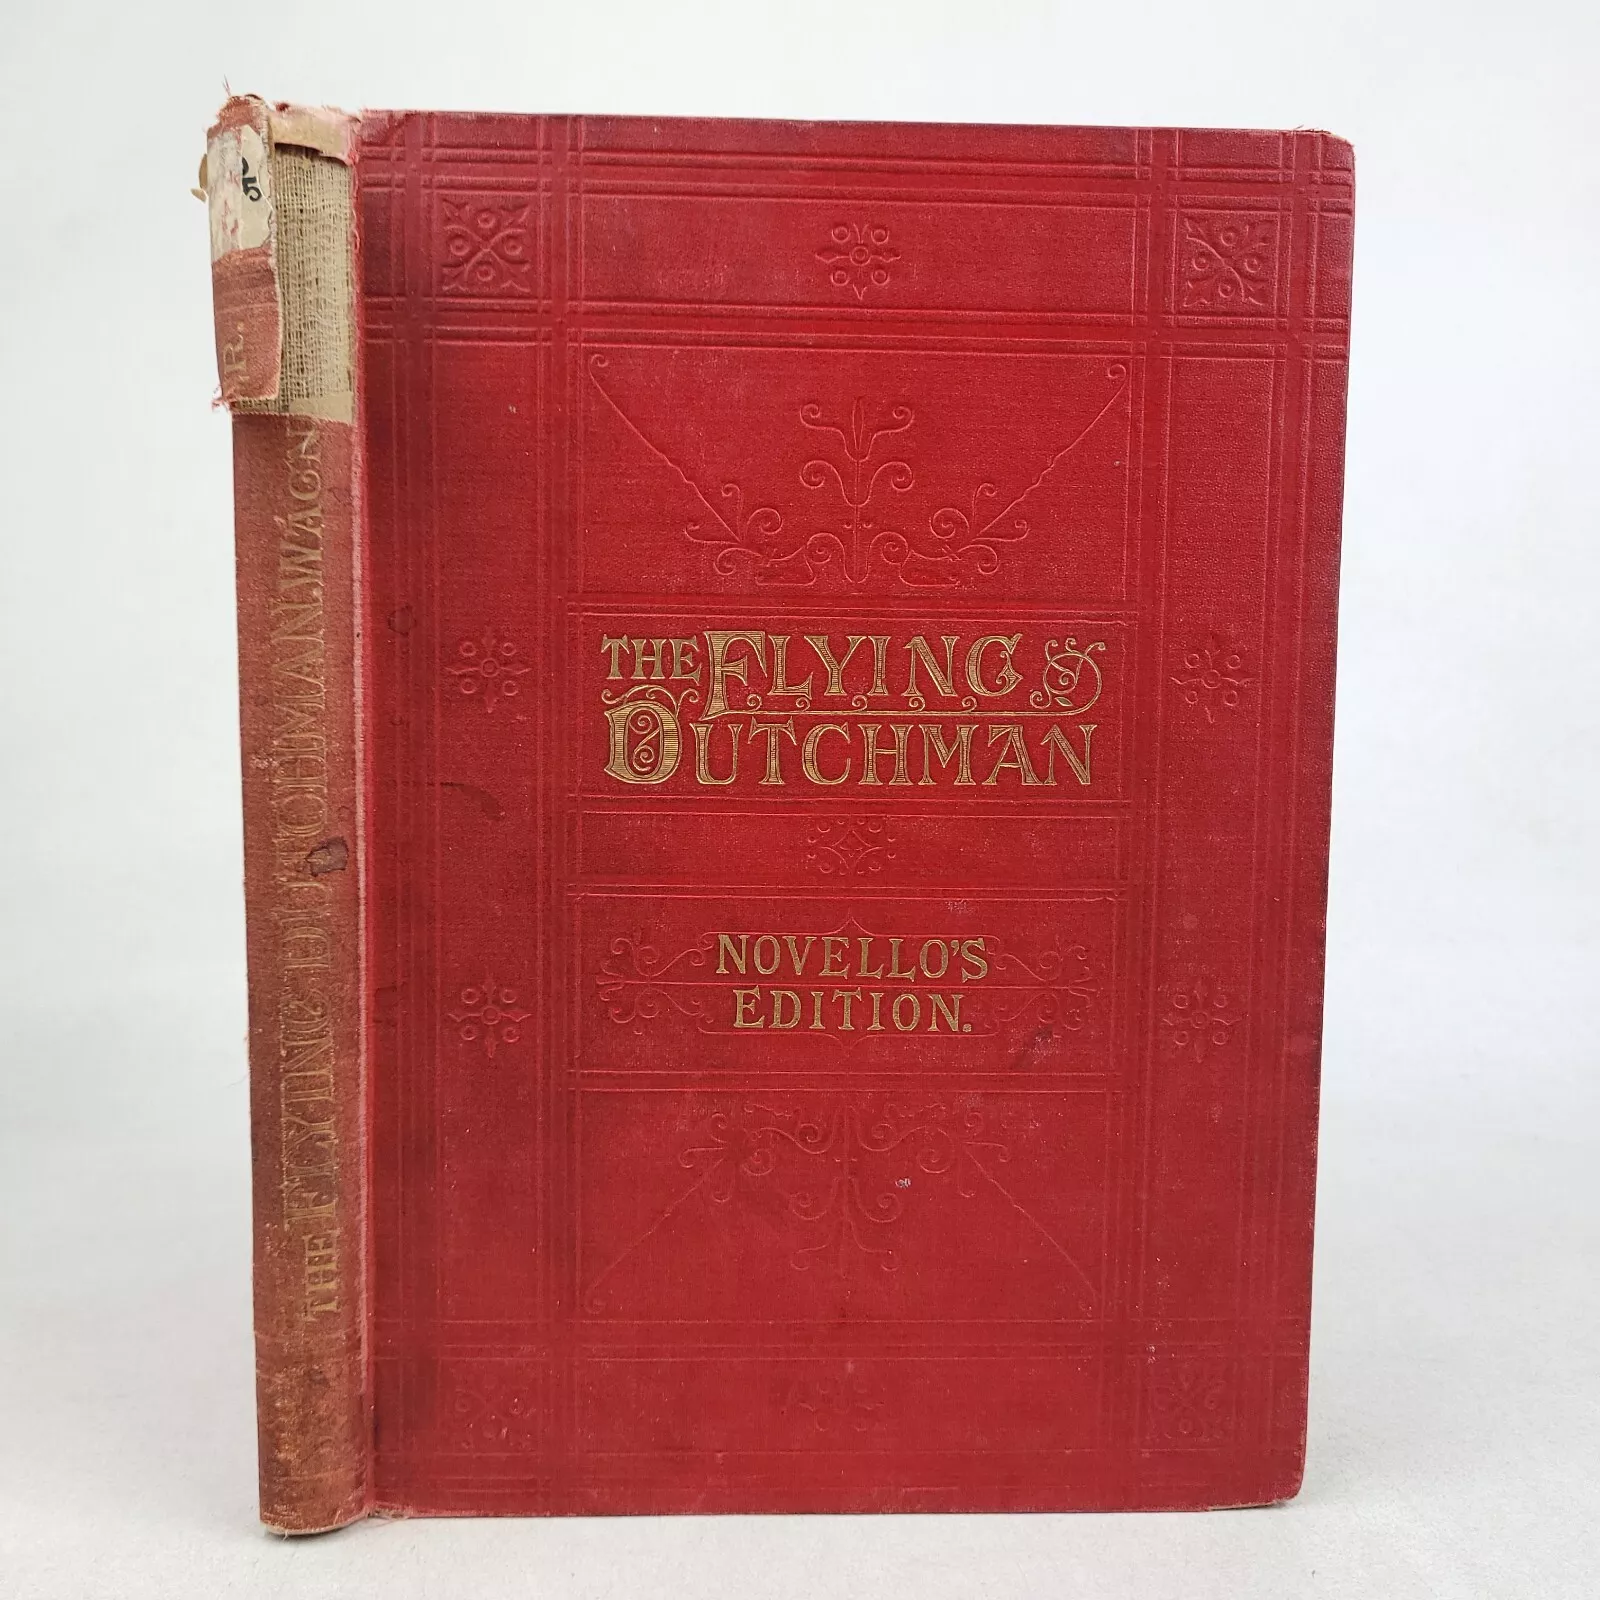 THE FLYING
DUTCHMAN
NOVELLO'S
EDITION.
THE FLYING DUTCHMAN. WAGN
R.